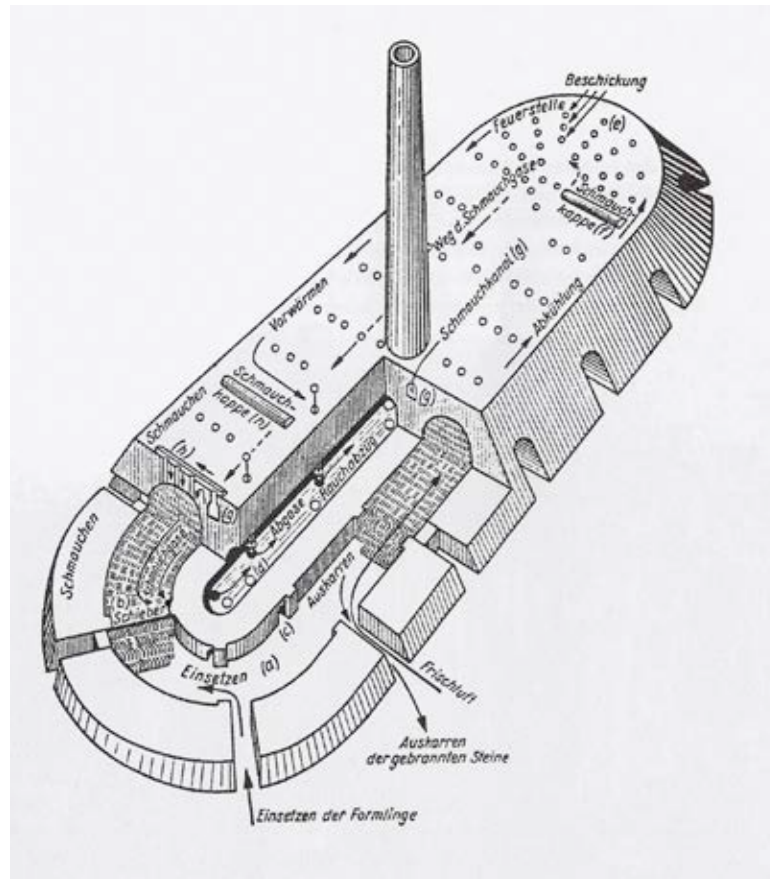 Beschickung
Feuerstelle
(e)
Schmauch-
kappe (f)
Weg d. Schmauchgase
Schmauchkanal (g)
Abkühlung
Vorwärmen
Schmauch-
kappe (h)
Schmauchen
(h)
(g)
(g)
Rauchabzug
Abgase
(d)
Schmauchen
Schmauchgase
(b)
Schieber
Auskarren
(c)
(a)
Einsetzen
Frischluft
Auskarren
der gebrannten Steine
Einsetzen der Formlinge